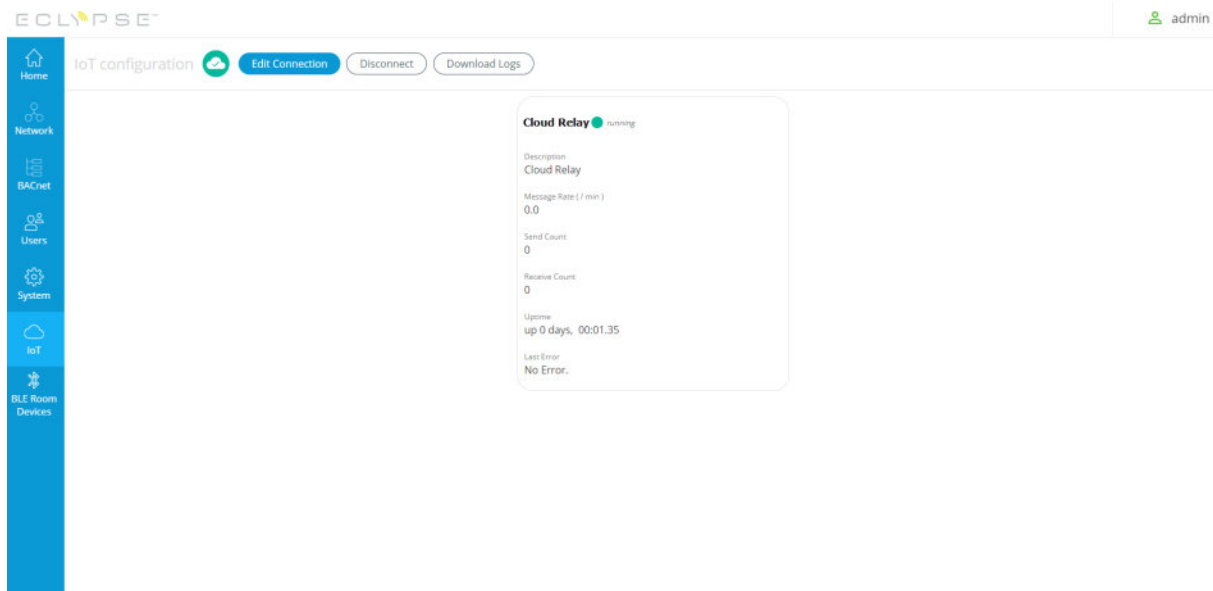 ECLYPSE™
admin
Home
Network
BACnet
Users
System
IoT
BLE Room
Devices
IoT configuration
Edit Connection
Disconnect
Download Logs
Cloud Relay running
Description
Cloud Relay
Message Rate ( / min )
0.0
Send Count
0
Receive Count
0
Uptime
up 0 days, 00:01.35
Last Error
No Error.